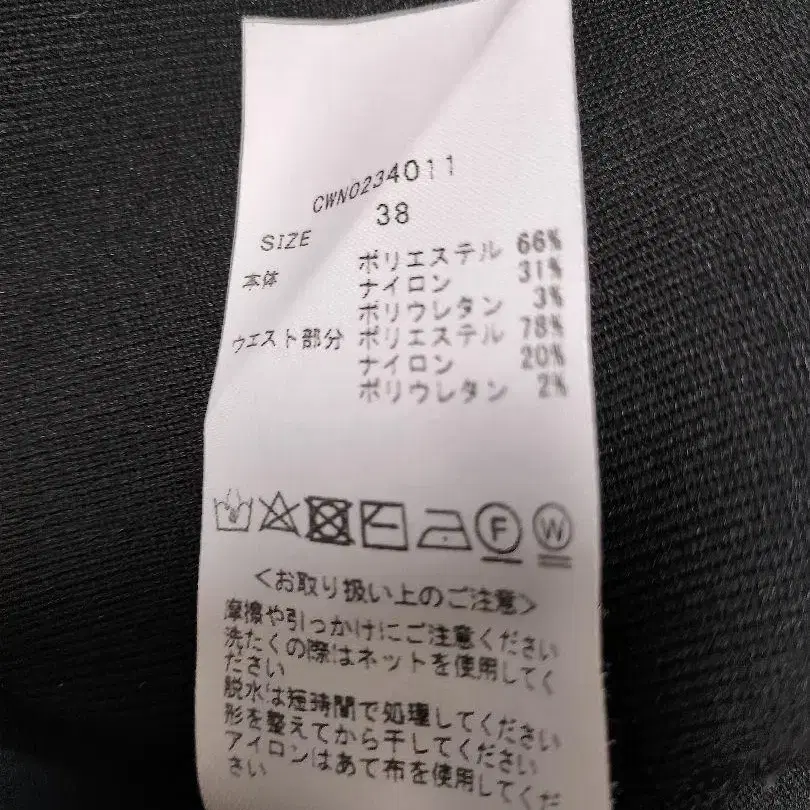 CWNO234011
SIZE 38
本体 ポリエステル 66%
ナイロン 31%
ポリウレタン 3%
ウエスト部分 ポリエステル 78%
ナイロン 20%
ポリウレタン 2%
F W
<お取り扱い上のご注意>
摩擦や引っかけにご注意ください
洗たくの際はネットを使用してく
ださい
脱水は短時間で処理してください
形を整えてから干してください
アイロンはあて布を使用してくだ
さい